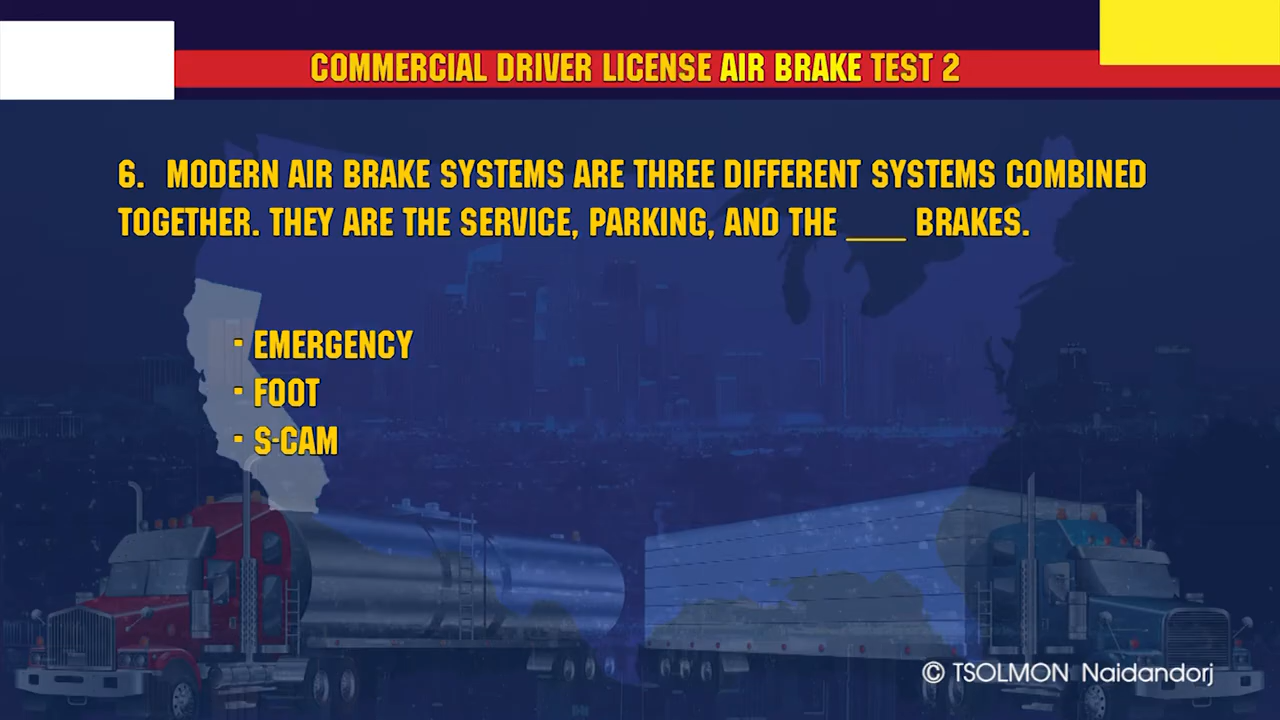 COMMERCIAL DRIVER LICENSE AIR BRAKE TEST 2
6. MODERN AIR BRAKE SYSTEMS ARE THREE DIFFERENT SYSTEMS COMBINED
TOGETHER. THEY ARE THE SERVICE, PARKING, AND THE ____ BRAKES.
· EMERGENCY
· FOOT
· S-CAM
© TSOLMON Naidandorj